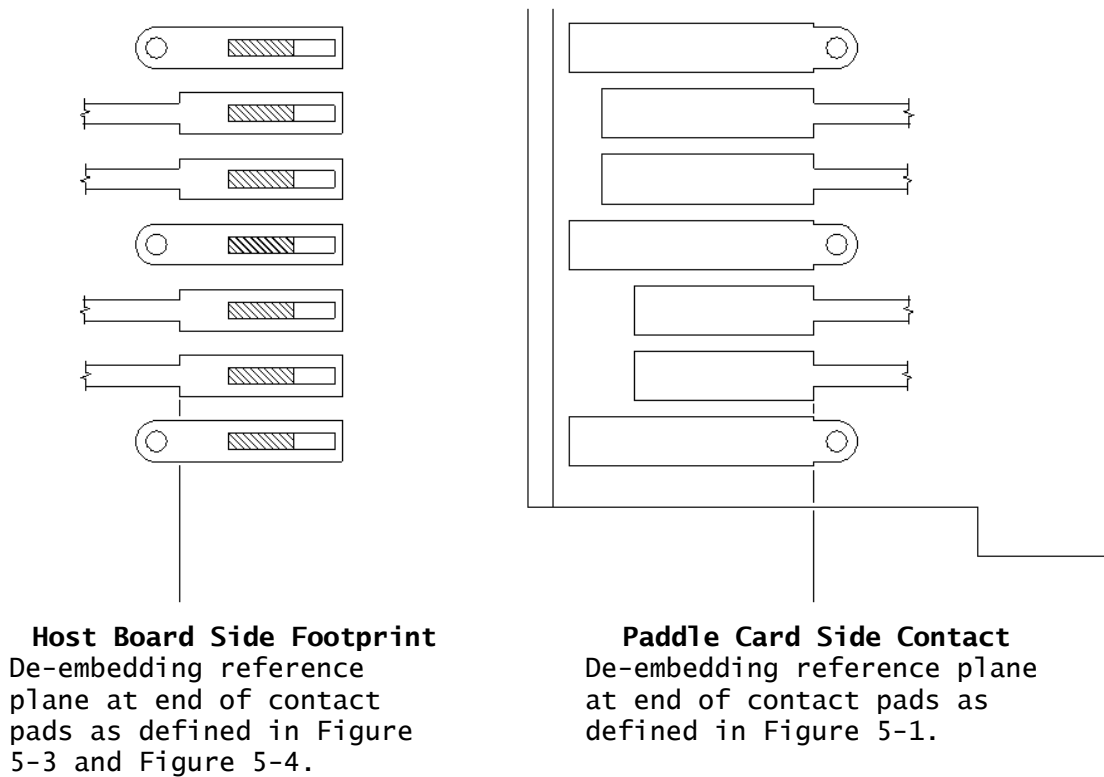 Host Board Side Footprint
De-embedding reference
plane at end of contact
pads as defined in Figure
5-3 and Figure 5-4.
Paddle Card Side Contact
De-embedding reference plane
at end of contact pads as
defined in Figure 5-1.